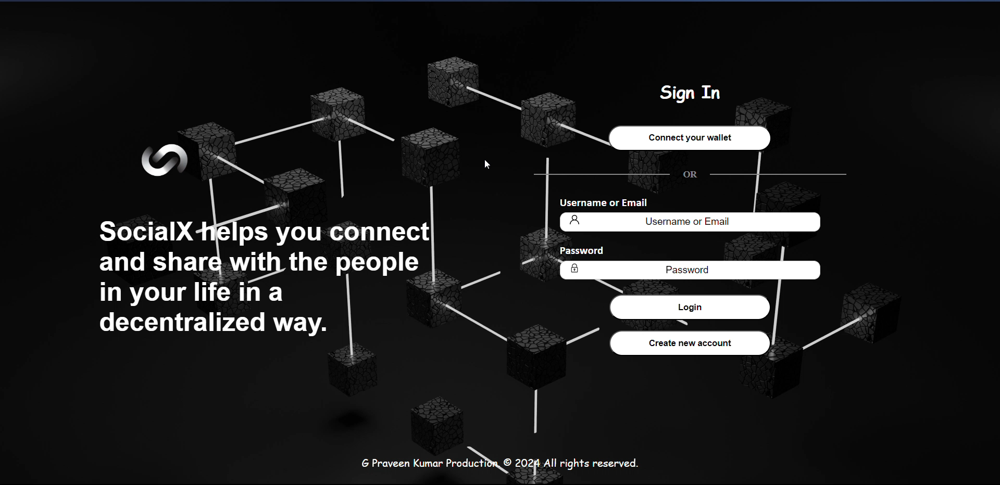 SocialX helps you connect
and share with the people
in your life in a
decentralized way.
Sign In
Connect your wallet
OR
Username or Email
Username or Email
Password
Password
Login
Create new account
G Praveen Kumar Production. © 2024 All rights reserved.